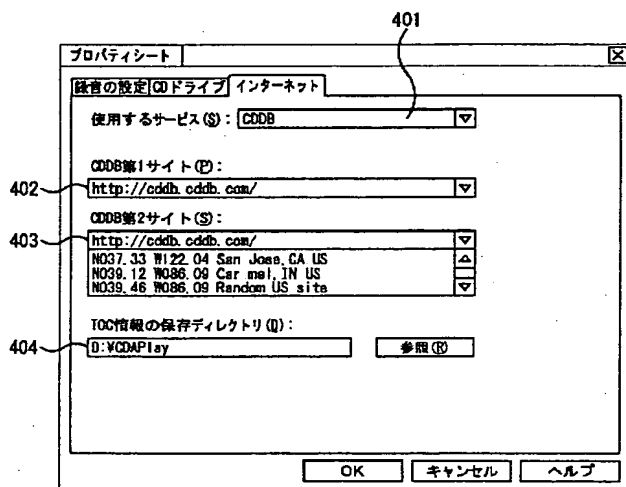 401
プロパティシート
録音の設定 CDドライブ インターネット
使用するサービス(S): CDDB
CDDB第1サイト(P):
402 http://cddb.cddb.com/
CDDB第2サイト(S):
403 http://cddb.cddb.com/
N037.33 W122.04 San Jose,CA US
N039.12 W086.09 Car mel,IN US
N039.46 W086.09 Random US site
TOC情報の保存ディレクトリ(D):
404 D:¥CDAPlay 参照(R)
OK キャンセル ヘルプ